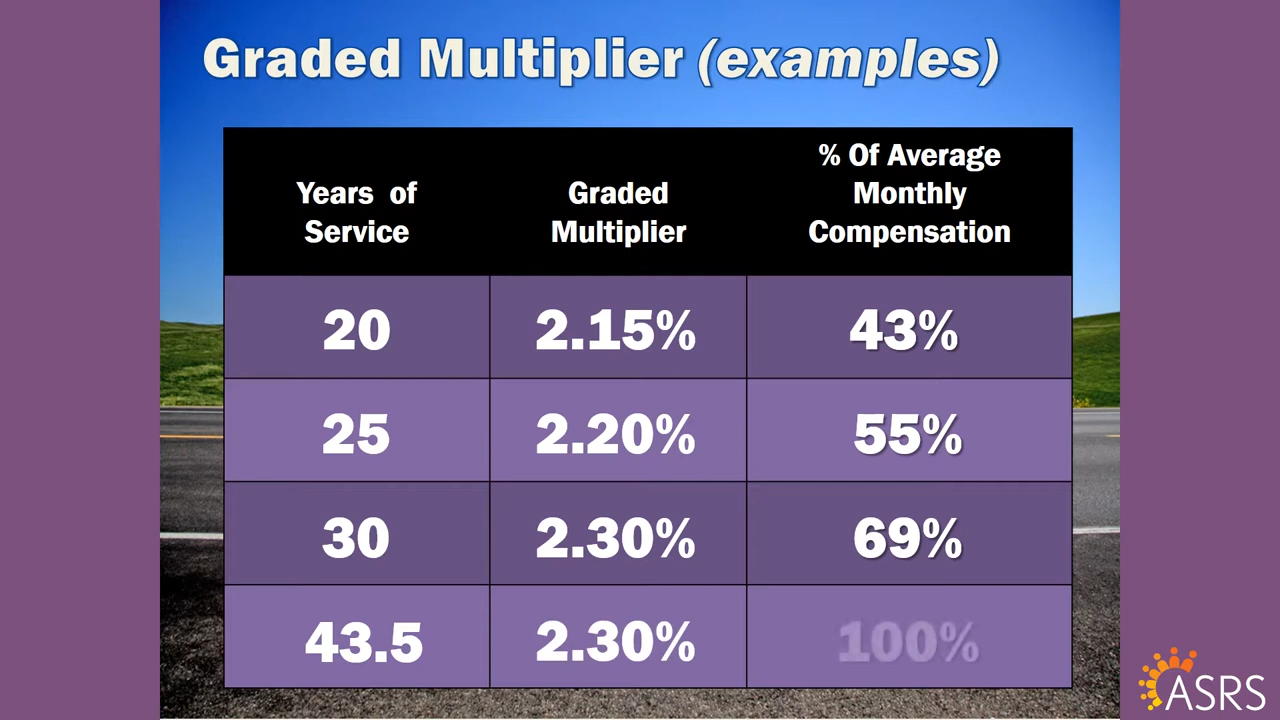 Graded Multiplier (examples)
Years of Service
Graded Multiplier
% Of Average Monthly Compensation
20 2.15% 43%
25 2.20% 55%
30 2.30% 69%
43.5 2.30% 100%
ASRS